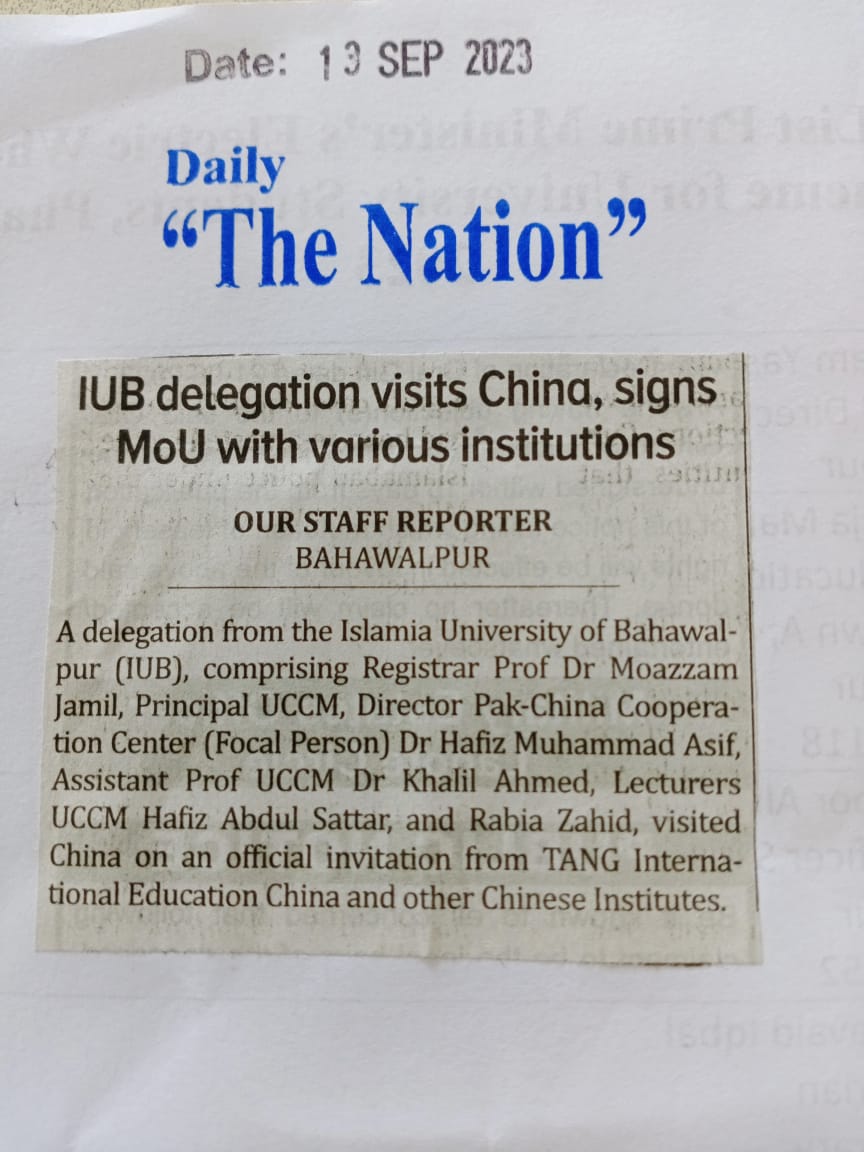 Date: 13 SEP 2023
Daily
“The Nation”
IUB delegation visits China, signs
MoU with various institutions
OUR STAFF REPORTER
BAHAWALPUR
A delegation from the Islamia University of Bahawal-
pur (IUB), comprising Registrar Prof Dr Moazzam
Jamil, Principal UCCM, Director Pak-China Coopera-
tion Center (Focal Person) Dr Hafiz Muhammad Asif,
Assistant Prof UCCM Dr Khalil Ahmed, Lecturers
UCCM Hafiz Abdul Sattar, and Rabia Zahid, visited
China on an official invitation from TANG Interna-
tional Education China and other Chinese Institutes.